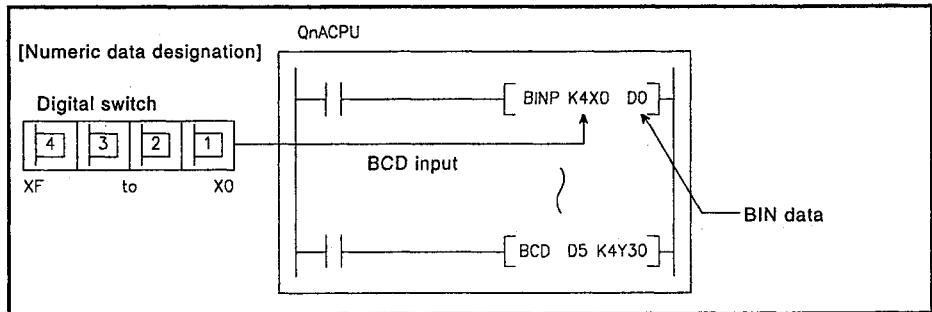 QnACPU
[Numeric data designation]
BINP K4X0 D0
Digital switch
4 3 2 1
XF to X0
BCD input
BIN data
BCD D5 K4Y30